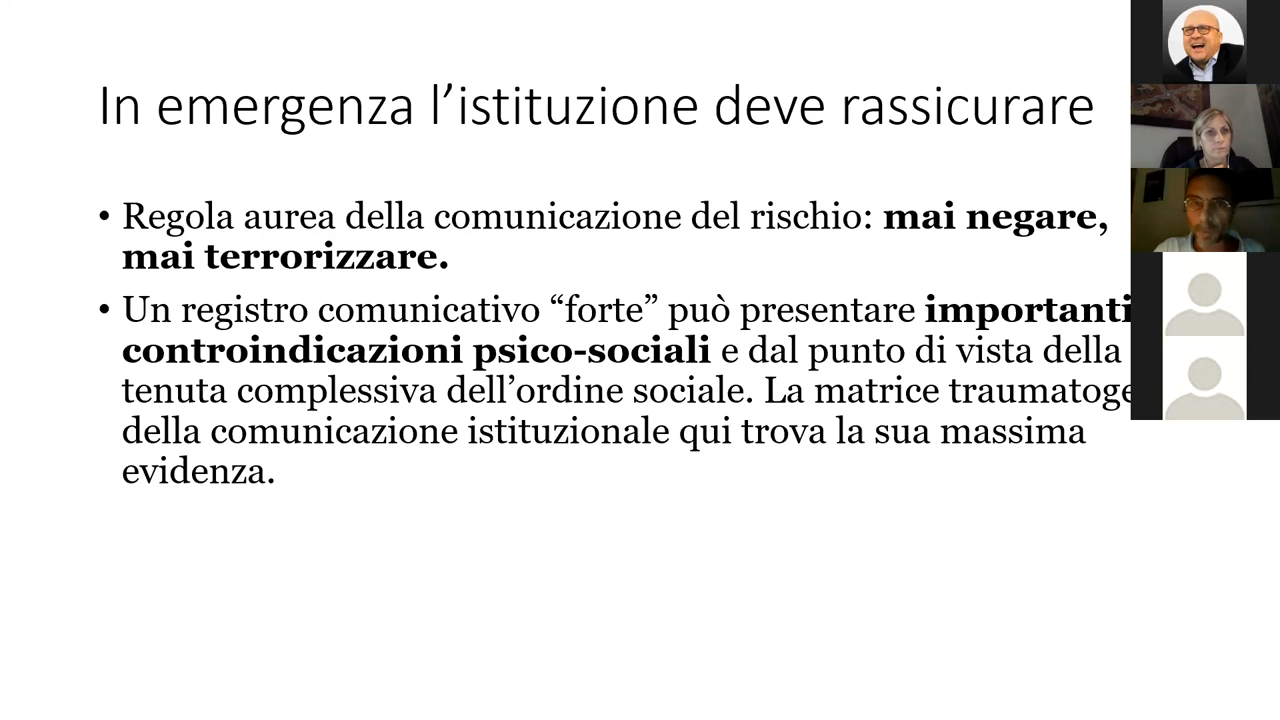 In emergenza l’istituzione deve rassicurare
• Regola aurea della comunicazione del rischio: mai negare,
mai terrorizzare.
• Un registro comunicativo “forte” può presentare importanti
controindicazioni psico-sociali e dal punto di vista della
tenuta complessiva dell’ordine sociale. La matrice
della comunicazione istituzionale qui trova la sua massima
evidenza.